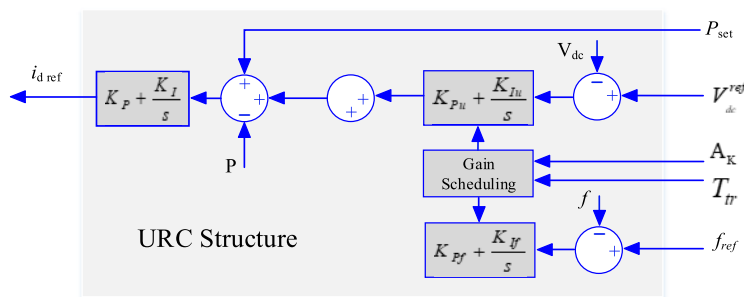 P_set
V_dc
i_d ref
K_P + K_I / s
+
+
−
+
+
K_Pu + K_Iu / s
−
+
V_dc^ref
P
Gain
Scheduling
A_K
T_tr
f
URC Structure
K_Pf + K_If / s
−
+
f_ref